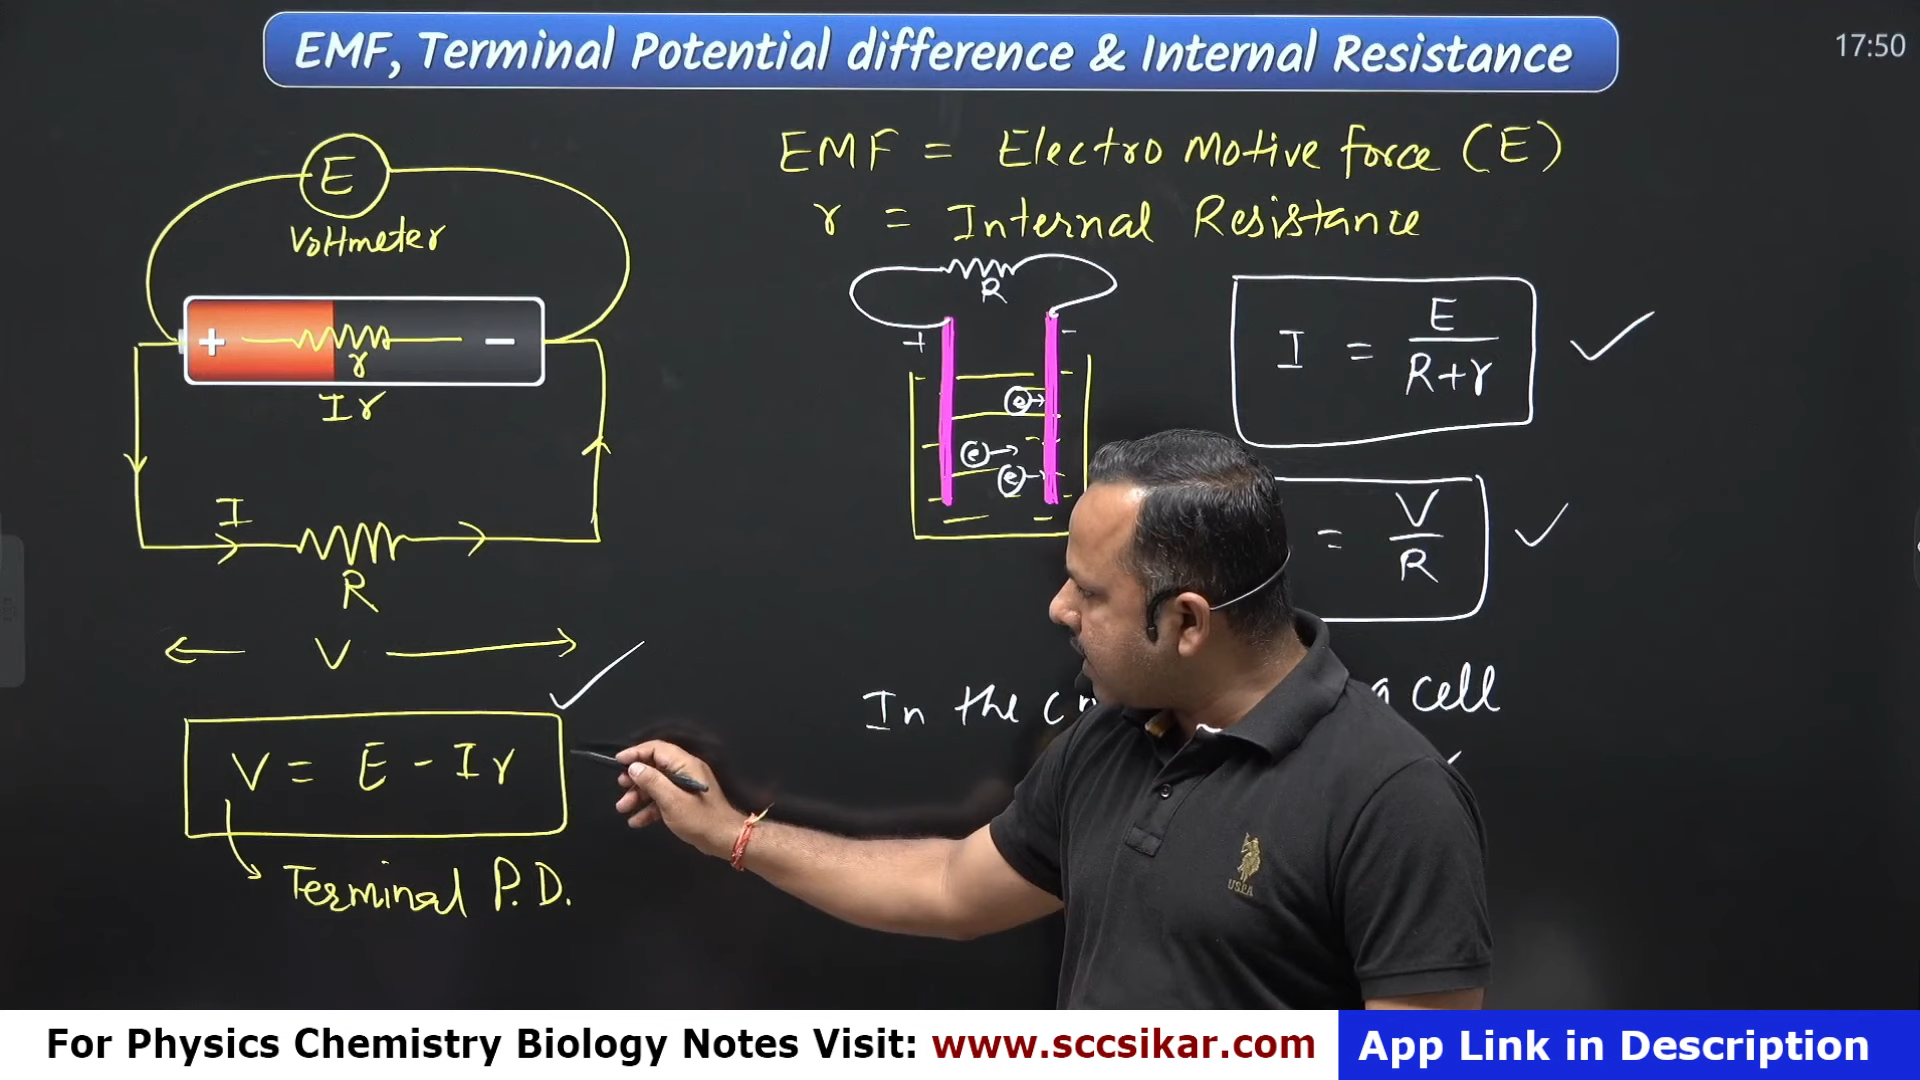 EMF, Terminal Potential difference & Internal Resistance
17:50
E
Voltmeter
+ r −
Ir
I
R
V
V = E - Ir
Terminal P.D.
EMF = Electro Motive force (E)
r = Internal Resistance
R
+ -
e
e
e
I = E/R+r
= V/R
In the cell
U.S.P.A
For Physics Chemistry Biology Notes Visit: www.sccsikar.com
App Link in Description